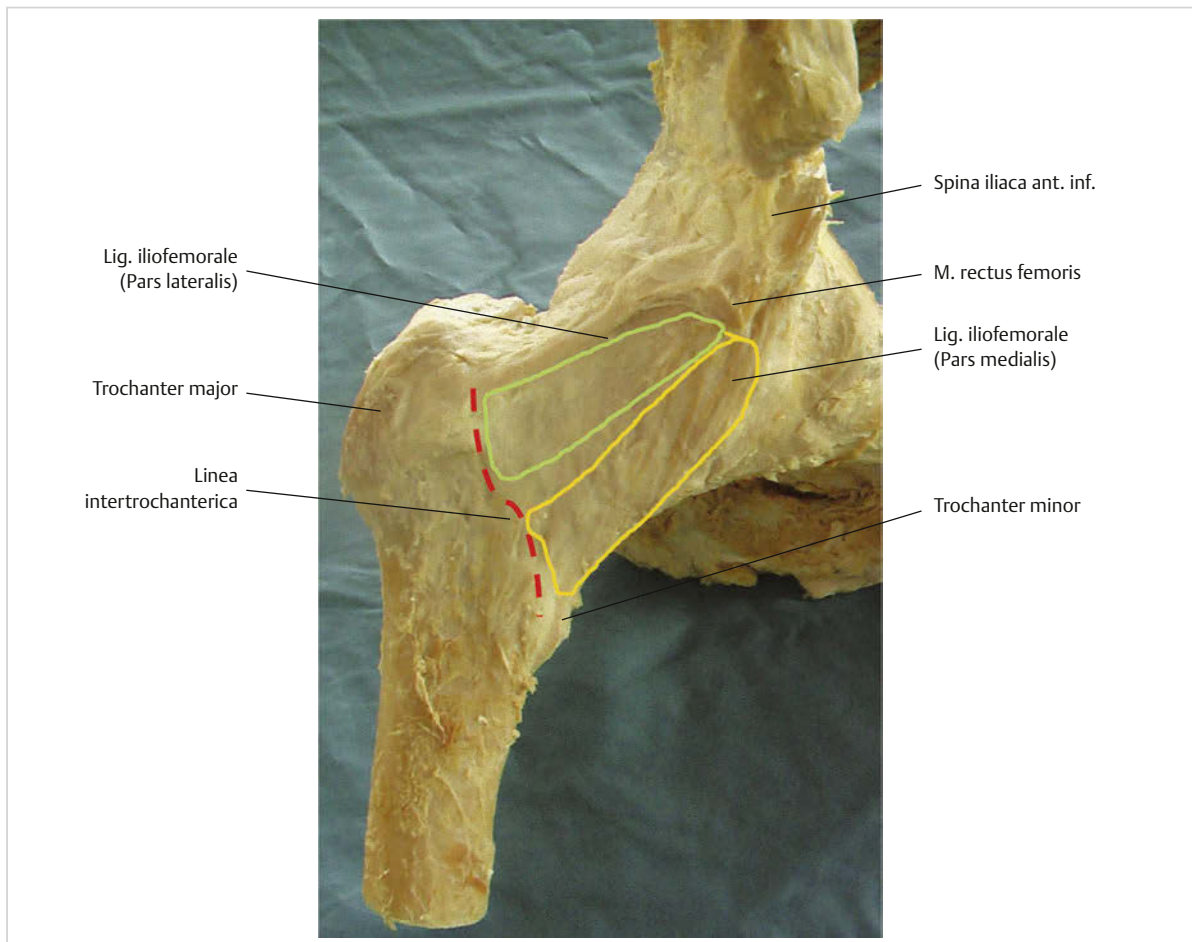 Spina iliaca ant. inf.
Lig. iliofemorale
(Pars lateralis)
M. rectus femoris
Lig. iliofemorale
(Pars medialis)
Trochanter major
Linea
intertrochanterica
Trochanter minor